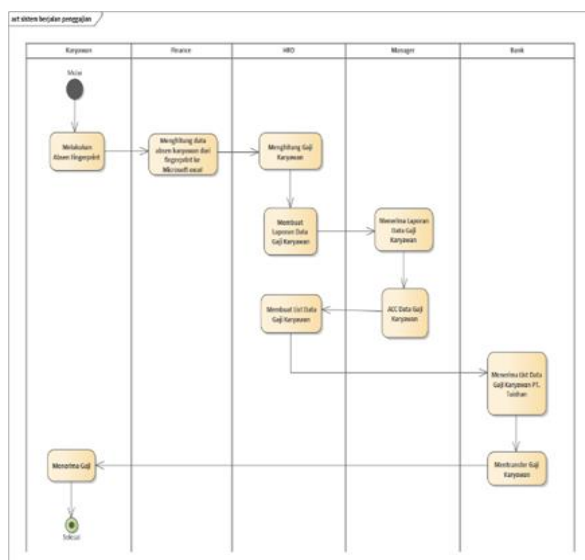 act sistem berjalan penggajian
Karyawan
Finance
HRD
Manager
Bank
Mulai
Melakukan
Absen Fingerprint
Menghitung data
absen karyawan dari
fingerprint ke
Microsoft excel
Menghitung Gaji
Karyawan
Membuat
Laporan Data
Gaji Karyawan
Menerima Laporan
Data Gaji
Karyawan
Membuat List Data
Gaji Karyawan
ACC Data Gaji
Karyawan
Menerima List Data
Gaji Karyawan PT.
Menerima Gaji
Mentransfer Gaji
Karyawan
Selesai